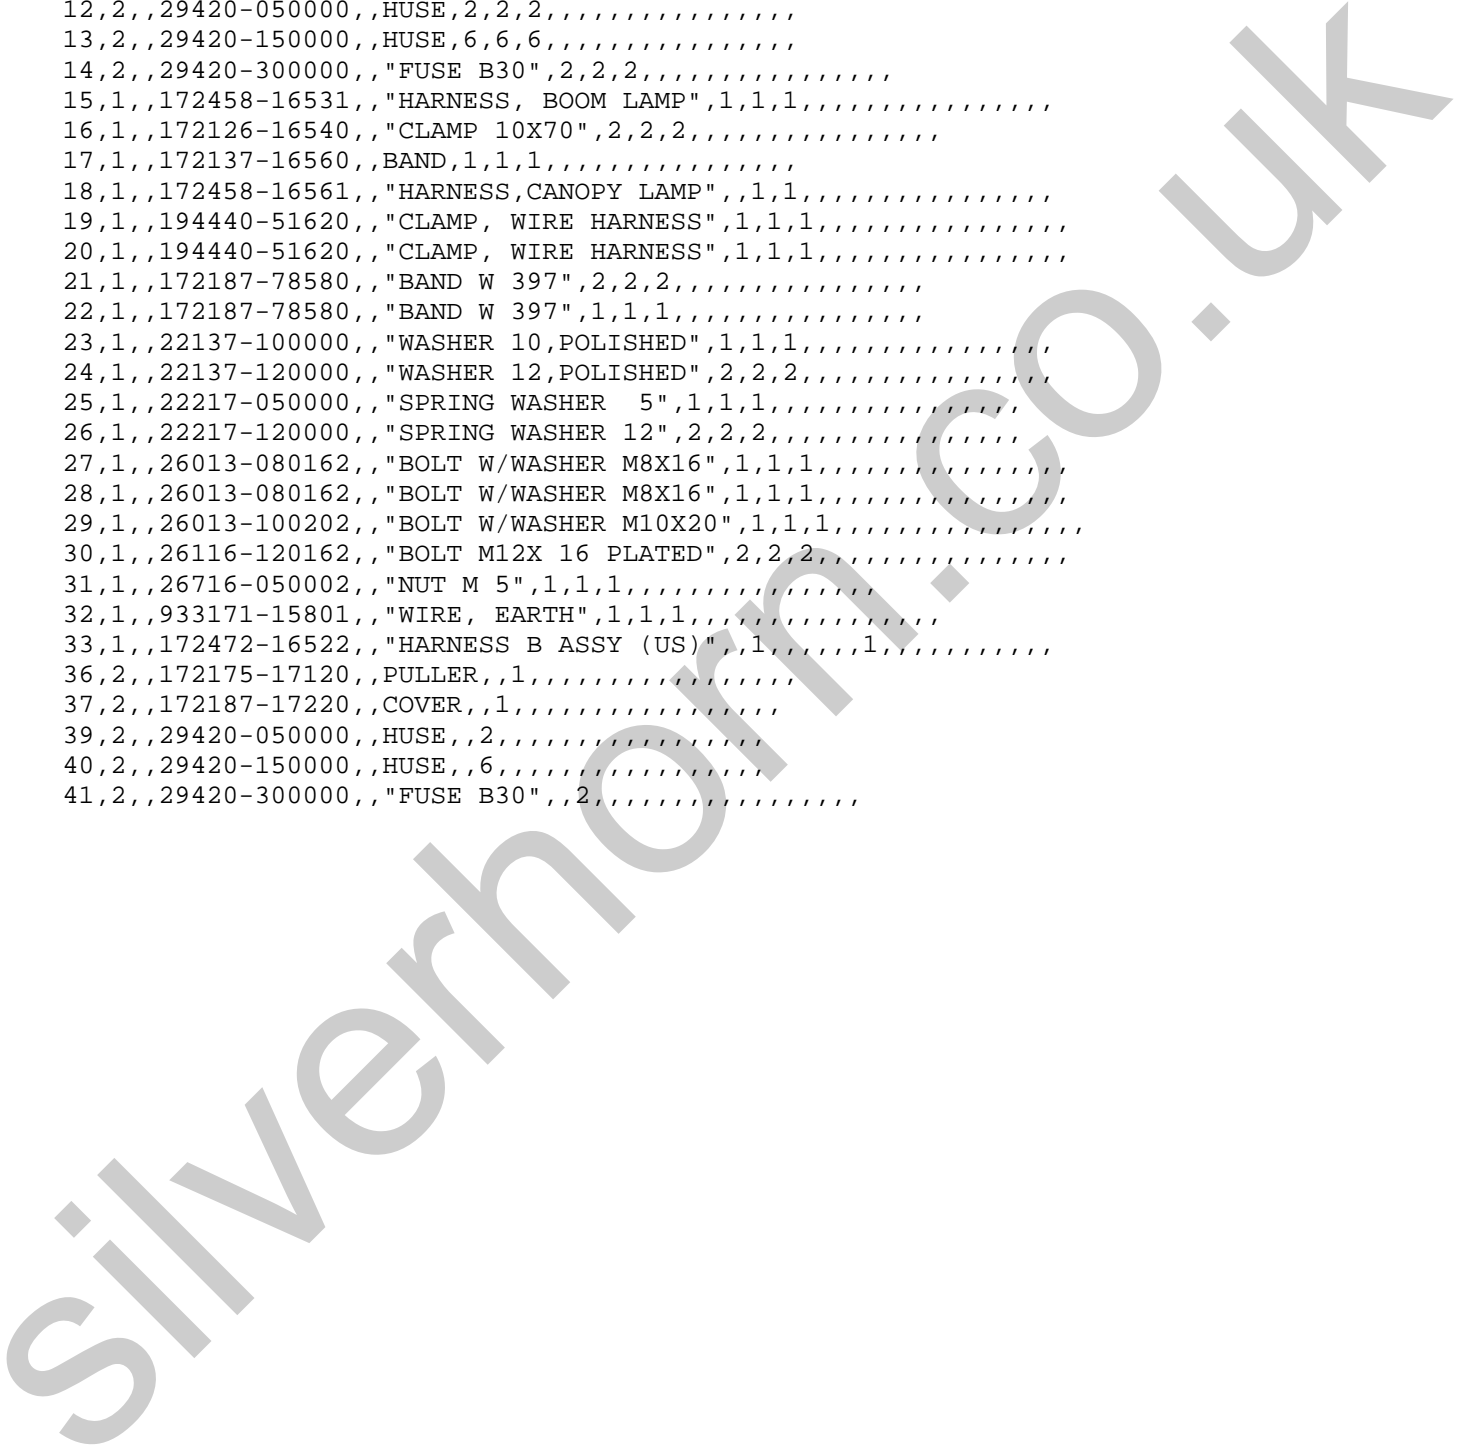 12,2,,29420-050000,,HUSE,2,2,2,,,,,,,,,,,,,,,,
13,2,,29420-150000,,HUSE,6,6,6,,,,,,,,,,,,,,,,
14,2,,29420-300000,,"FUSE B30",2,2,2,,,,,,,,,,,,,,,,
15,1,,172458-16531,,"HARNESS, BOOM LAMP",1,1,1,,,,,,,,,,,,,,,,
16,1,,172126-16540,,"CLAMP 10X70",2,2,2,,,,,,,,,,,,,,,,
17,1,,172137-16560,,BAND,1,1,1,,,,,,,,,,,,,,,,
18,1,,172458-16561,,"HARNESS,CANOPY LAMP",,1,1,,,,,,,,,,,,,,,,
19,1,,194440-51620,,"CLAMP, WIRE HARNESS",1,1,1,,,,,,,,,,,,,,,,
20,1,,194440-51620,,"CLAMP, WIRE HARNESS",1,1,1,,,,,,,,,,,,,,,,
21,1,,172187-78580,,"BAND W 397",2,2,2,,,,,,,,,,,,,,,,
22,1,,172187-78580,,"BAND W 397",1,1,1,,,,,,,,,,,,,,,,
23,1,,22137-100000,,"WASHER 10,POLISHED",1,1,1,,,,,,,,,,,,,,,,
24,1,,22137-120000,,"WASHER 12,POLISHED",2,2,2,,,,,,,,,,,,,,,,
25,1,,22217-050000,,"SPRING WASHER  5",1,1,1,,,,,,,,,,,,,,,,
26,1,,22217-120000,,"SPRING WASHER 12",2,2,2,,,,,,,,,,,,,,,,
27,1,,26013-080162,,"BOLT W/WASHER M8X16",1,1,1,,,,,,,,,,,,,,,,
28,1,,26013-080162,,"BOLT W/WASHER M8X16",1,1,1,,,,,,,,,,,,,,,,
29,1,,26013-100202,,"BOLT W/WASHER M10X20",1,1,1,,,,,,,,,,,,,,,,
30,1,,26116-120162,,"BOLT M12X 16 PLATED",2,2,2,,,,,,,,,,,,,,,,
31,1,,26716-050002,,"NUT M 5",1,1,1,,,,,,,,,,,,,,,,
32,1,,933171-15801,,"WIRE, EARTH",1,1,1,,,,,,,,,,,,,,,,
33,1,,172472-16522,,"HARNESS B ASSY (US)",,1,,,,,,1,,,,,,,,,,,
36,2,,172175-17120,,PULLER,,1,,,,,,,,,,,,,,,,,
37,2,,172187-17220,,COVER,,1,,,,,,,,,,,,,,,,,
39,2,,29420-050000,,HUSE,,2,,,,,,,,,,,,,,,,,
40,2,,29420-150000,,HUSE,,6,,,,,,,,,,,,,,,,,
41,2,,29420-300000,,"FUSE B30",,2,,,,,,,,,,,,,,,,,
silverhorn.co.uk